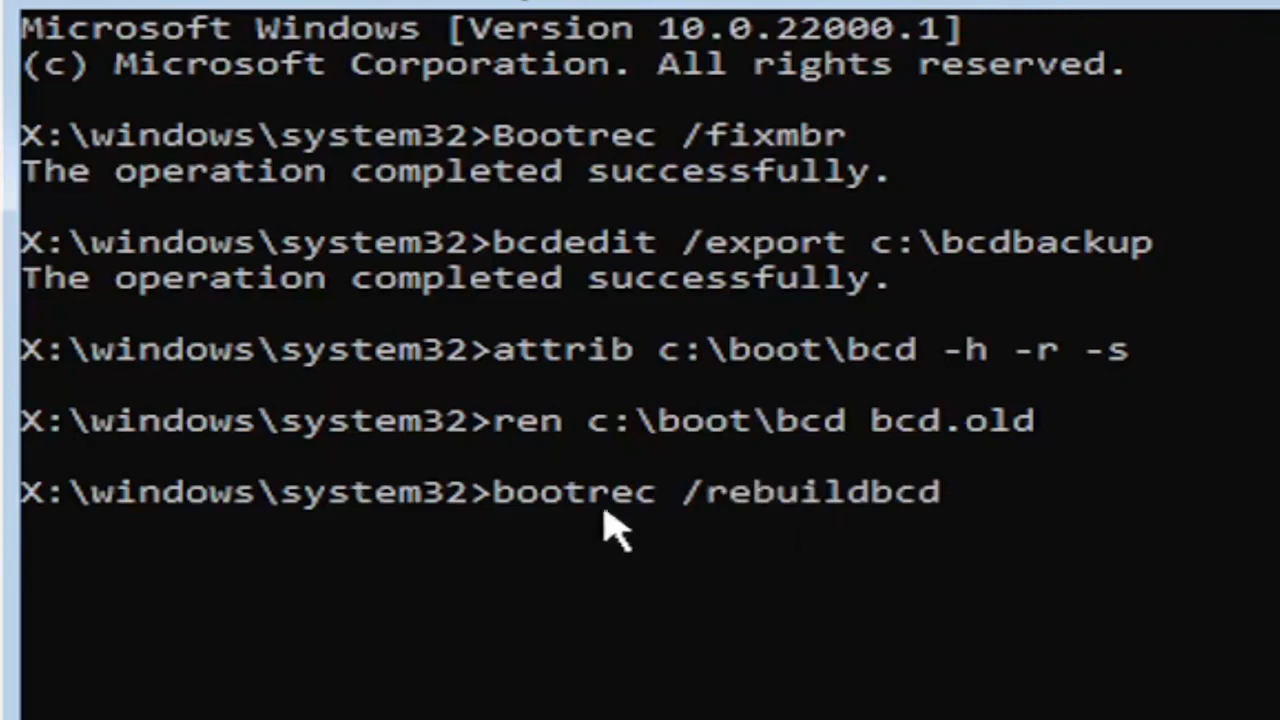 Microsoft Windows [Version 10.0.22000.1]
(c) Microsoft Corporation. All rights reserved.
X:\windows\system32>Bootrec /fixmbr
The operation completed successfully.
X:\windows\system32>bcdedit /export c:\bcdbackup
The operation completed successfully.
X:\windows\system32>attrib c:\boot\bcd -h -r -s
X:\windows\system32>ren c:\boot\bcd bcd.old
X:\windows\system32>bootrec /rebuildbcd